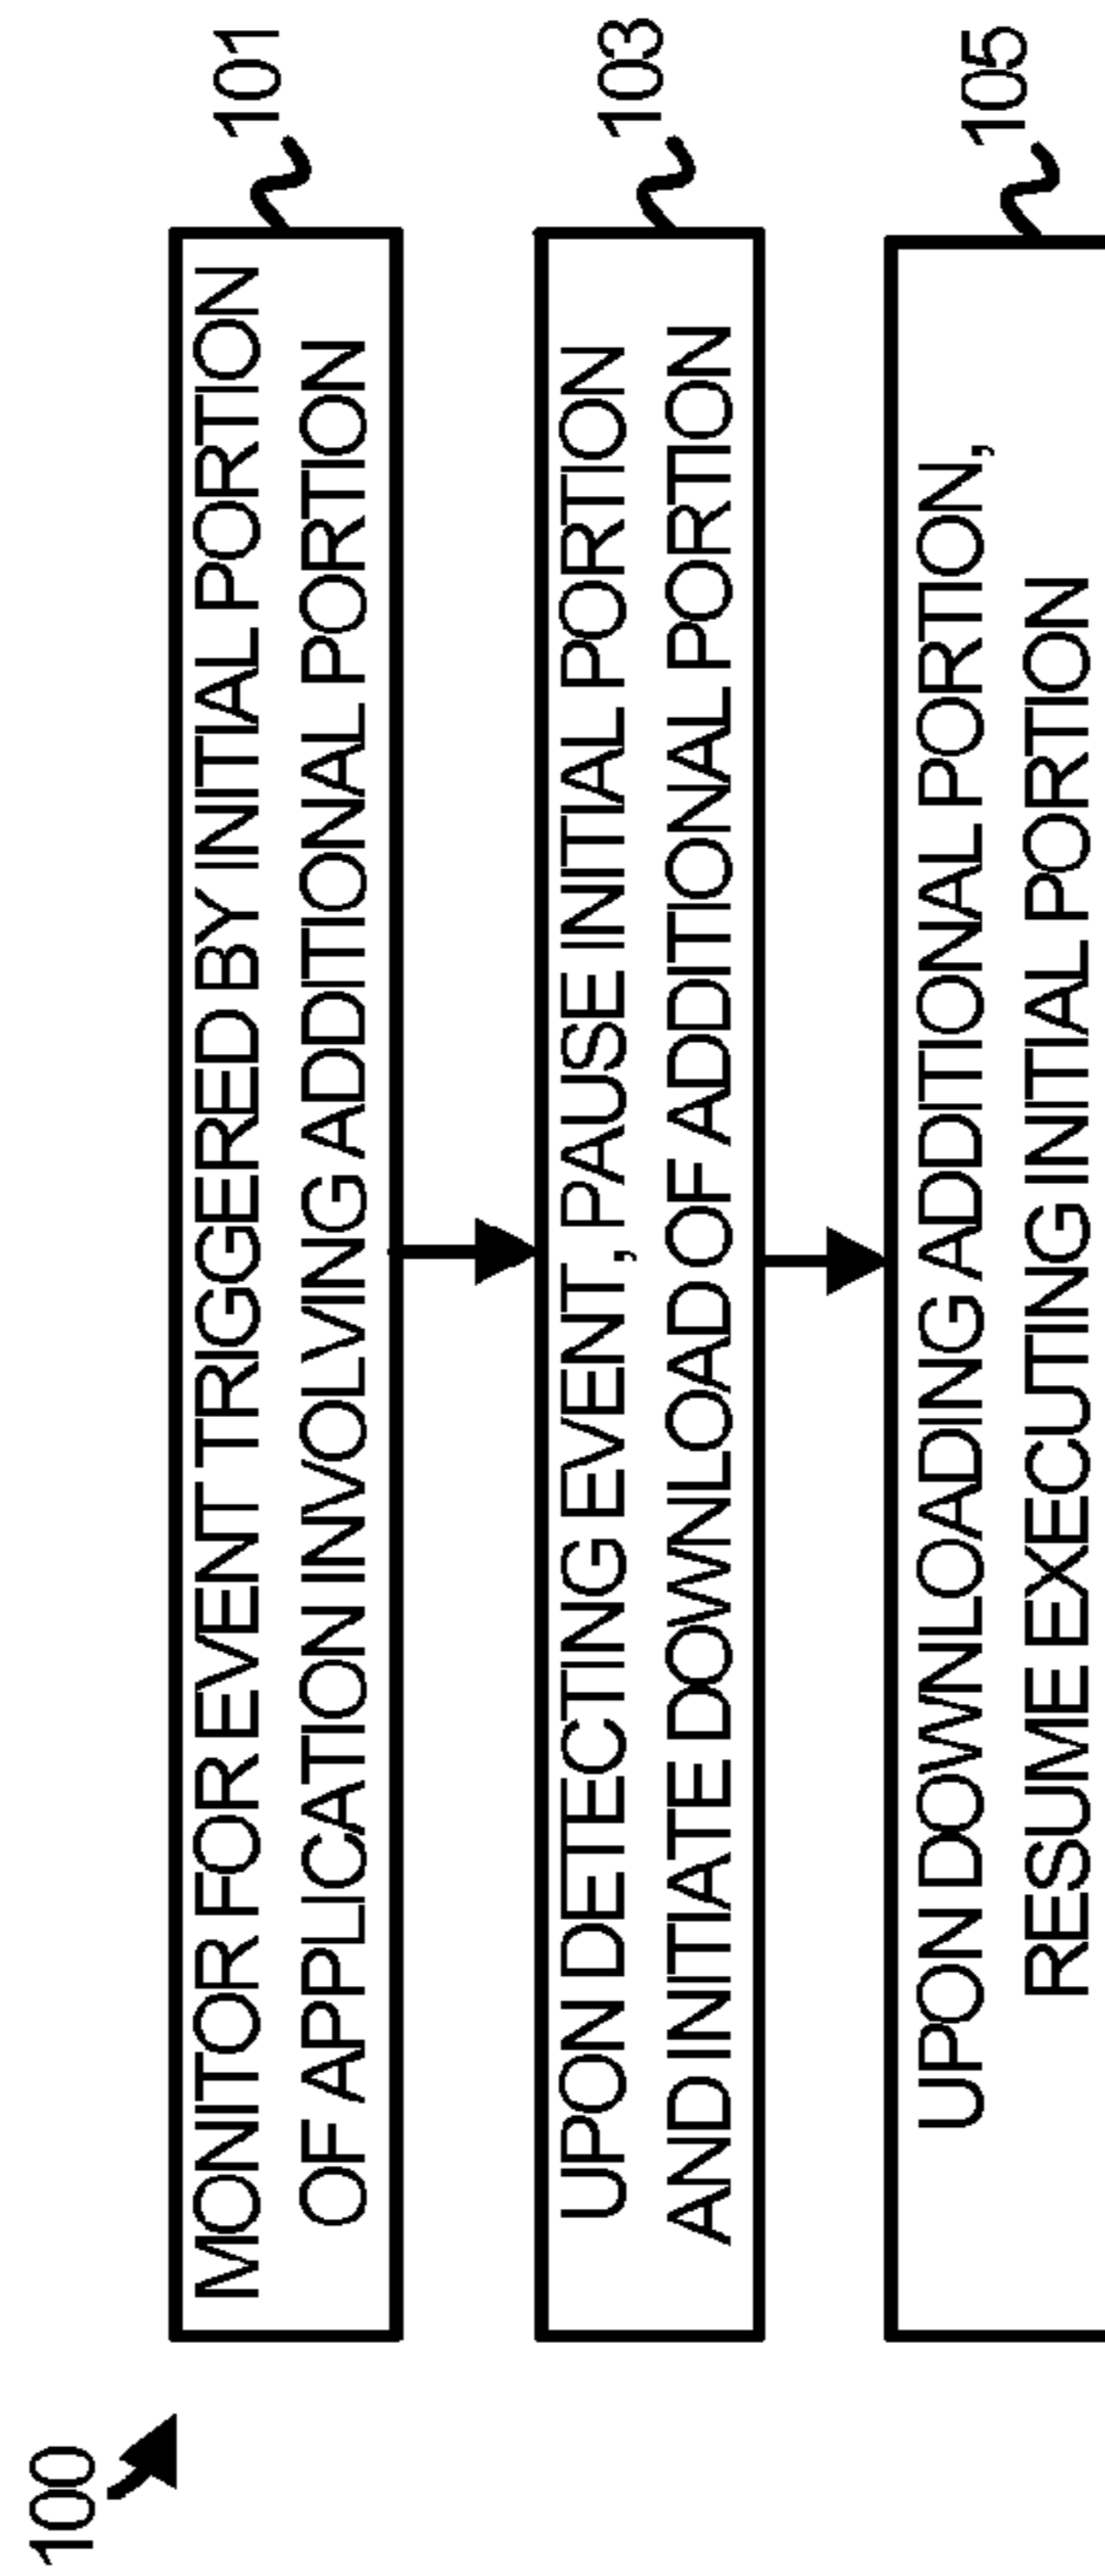 100
MONITOR FOR EVENT TRIGGERED BY INITIAL PORTION
OF APPLICATION INVOLVING ADDITIONAL PORTION
101
UPON DETECTING EVENT, PAUSE INITIAL PORTION
AND INITIATE DOWNLOAD OF ADDITIONAL PORTION
103
UPON DOWNLOADING ADDITIONAL PORTION,
RESUME EXECUTING INITIAL PORTION
105